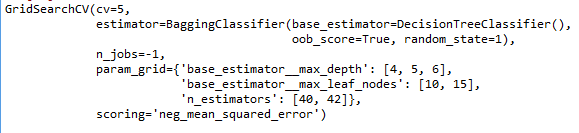 GridSearchCV(cv=5,
             estimator=BaggingClassifier(base_estimator=DecisionTreeClassifier(),
                                         oob_score=True, random_state=1),
             n_jobs=-1,
             param_grid={'base_estimator__max_depth': [4, 5, 6],
                         'base_estimator__max_leaf_nodes': [10, 15],
                         'n_estimators': [40, 42]},
             scoring='neg_mean_squared_error')